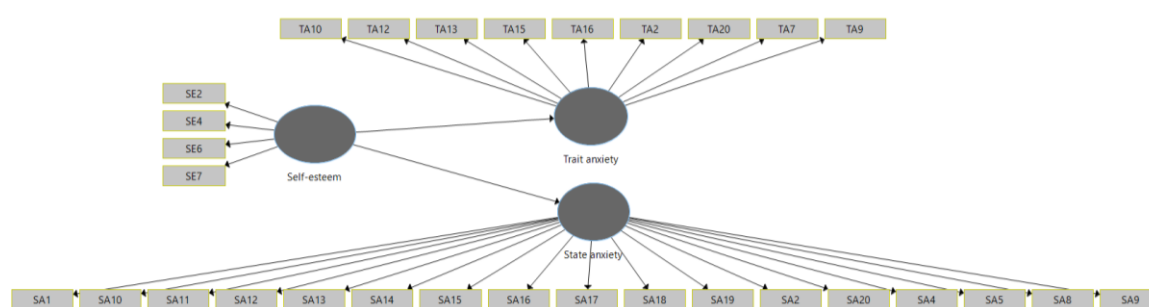 TA10 TA12 TA13 TA15 TA16 TA2 TA20 TA7 TA9
SE2
SE4
SE6
SE7
Self-esteem
Trait anxiety
State anxiety
SA1 SA10 SA11 SA12 SA13 SA14 SA15 SA16 SA17 SA18 SA19 SA2 SA20 SA4 SA5 SA8 SA9